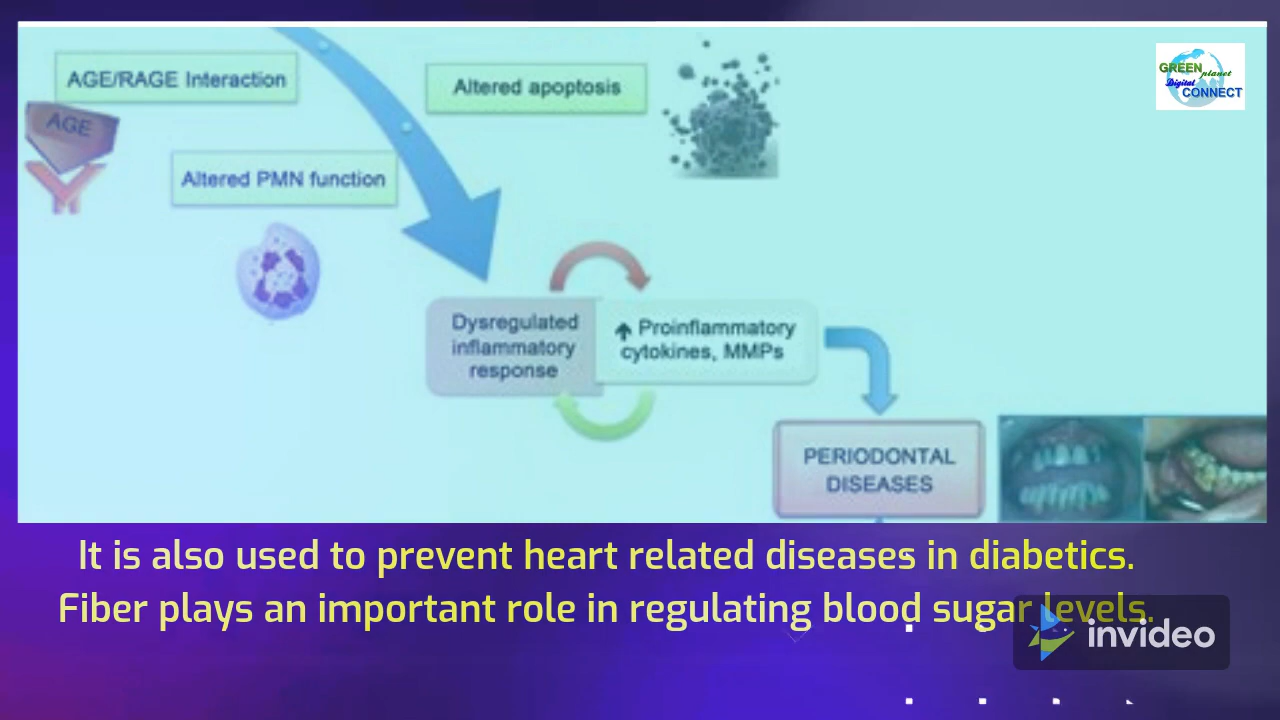 AGE/RAGE Interaction
Altered apoptosis
GREEN planet
Digital
CONNECT
AGE
Altered PMN function
Dysregulated
inflammatory
response
↑ Proinflammatory
cytokines, MMPs
PERIODONTAL
DISEASES
It is also used to prevent heart related diseases in diabetics.
Fiber plays an important role in regulating blood sugar levels.
invideo